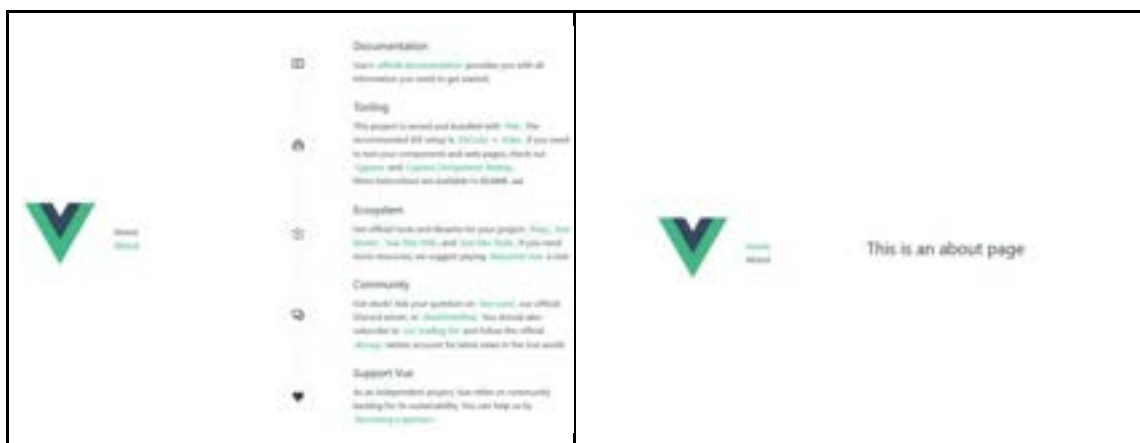 Documentation
Vue's official documentation provides you with all
information you need to get started.
Tooling
This project is served and bundled with Vite. The
recommended IDE setup is VSCode + Volar. If you need
to test your components and web pages, check out
Cypress and Cypress Component Testing.
More instructions are available in README.md
Home
About
Ecosystem
Get official tools and libraries for your project: Pinia, Vue
Router, Vue Test Utils, and Vue Dev Tools. If you need
more resources, we suggest paying Awesome Vue a visit
Community
Got stuck? Ask your question on Vue Land, our official
Discord server, or StackOverflow. You should also
subscribe to our mailing list and follow the official
@vuejs twitter account for latest news in the Vue world.
Support Vue
As an independent project, Vue relies on community
backing for its sustainability. You can help us by
becoming a sponsor.
Home
About
This is an about page